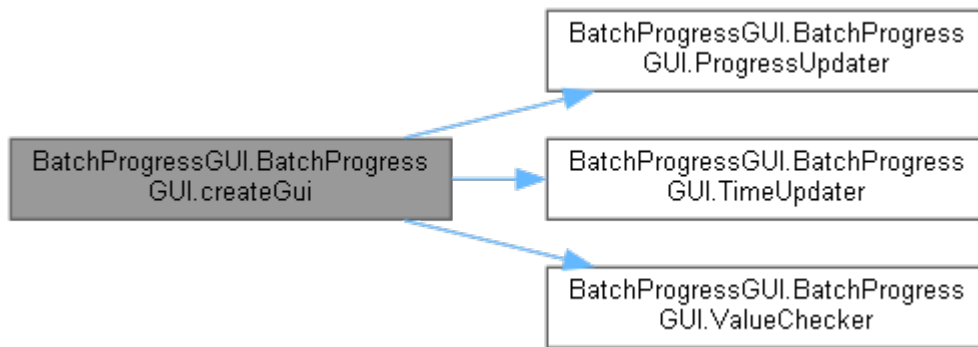 BatchProgressGUI.BatchProgress
GUI.createGui
BatchProgressGUI.BatchProgress
GUI.ProgressUpdater
BatchProgressGUI.BatchProgress
GUI.TimeUpdater
BatchProgressGUI.BatchProgress
GUI.ValueChecker